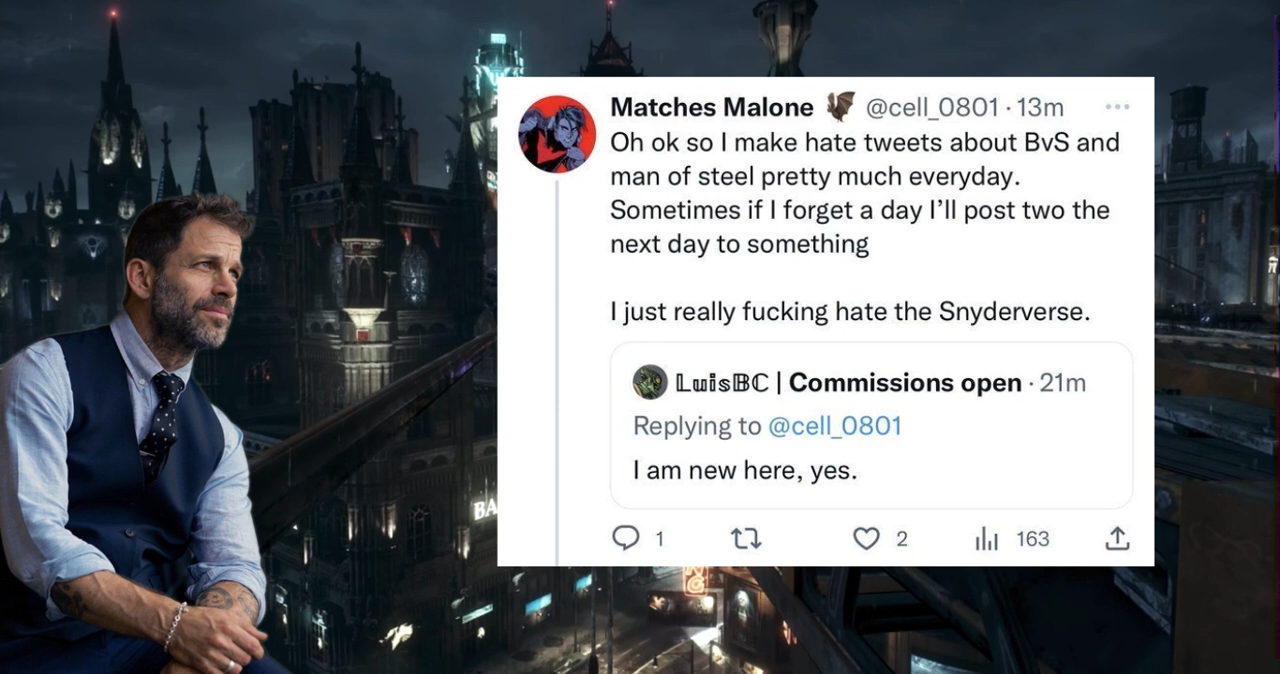 Matches Malone 🦇 @cell_0801 · 13m
Oh ok so I make hate tweets about BvS and
man of steel pretty much everyday.
Sometimes if I forget a day I’ll post two the
next day to something
I just really fucking hate the Snyderverse.
𝕃𝕦𝕚𝕤𝔹ℂ | Commissions open · 21m
Replying to @cell_0801
I am new here, yes.
1
2
163
BA
NG